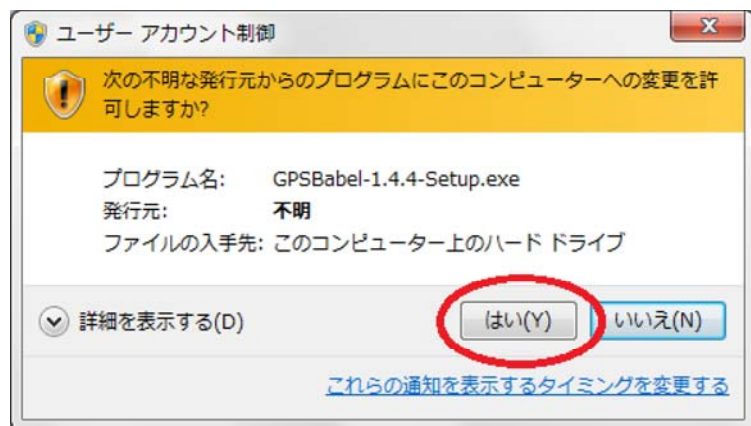 ユーザー アカウント制御
次の不明な発行元からのプログラムにこのコンピューターへの変更を許
可しますか?
プログラム名: GPSBabel-1.4.4-Setup.exe
発行元: 不明
ファイルの入手先: このコンピューター上のハード ドライブ
詳細を表示する(D) はい(Y) いいえ(N)
これらの通知を表示するタイミングを変更する